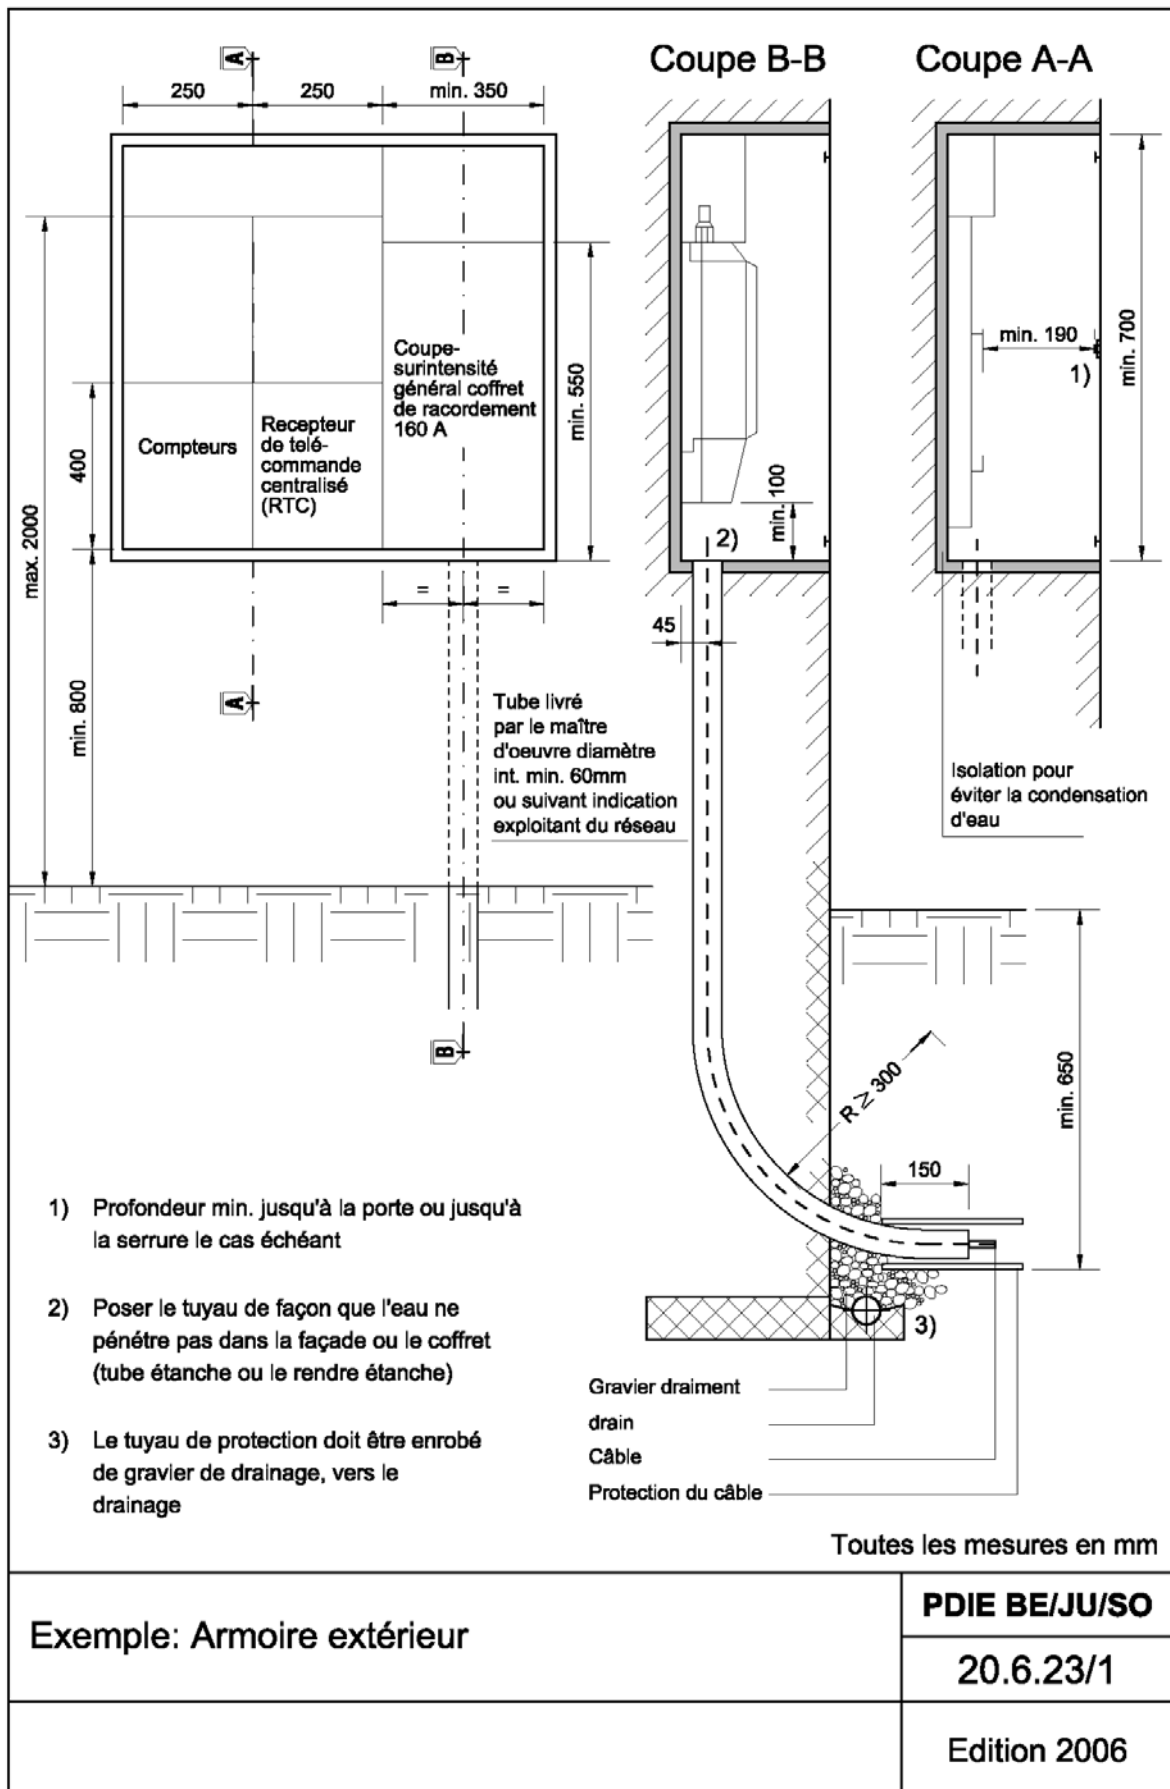 A
B
Coupe B-B
Coupe A-A
250
250
min. 350
Coupe-
surintensité
général coffret
de racordement
160 A
Compteurs
Recepteur
de telé-
commande
centralisé
(RTC)
400
max. 2000
min. 800
min. 550
=
=
A
B
min. 100
2)
45
min. 190
1)
min. 700
Tube livré
par le maître
d'oeuvre diamètre
int. min. 60mm
ou suivant indication
exploitant du réseau
Isolation pour
éviter la condensation
d'eau
R ≥ 300
150
min. 650
3)
1) Profondeur min. jusqu'à la porte ou jusqu'à
la serrure le cas échéant
2) Poser le tuyau de façon que l'eau ne
pénétre pas dans la façade ou le coffret
(tube étanche ou le rendre étanche)
3) Le tuyau de protection doit être enrobé
de gravier de drainage, vers le
drainage
Gravier draiment
drain
Câble
Protection du câble
Toutes les mesures en mm
Exemple: Armoire extérieur
PDIE BE/JU/SO
20.6.23/1
Edition 2006